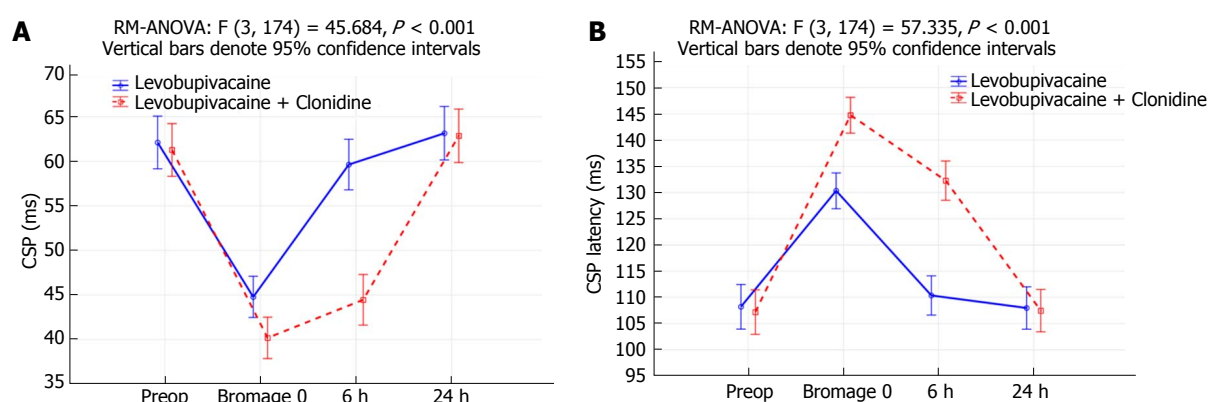 A
RM-ANOVA: F (3, 174) = 45.684, P < 0.001
Vertical bars denote 95% confidence intervals
70
65
60
55
50
45
40
35
CSP (ms)
Levobupivacaine
Levobupivacaine + Clonidine
Preop
Bromage 0
6 h
24 h
B
RM-ANOVA: F (3, 174) = 57.335, P < 0.001
Vertical bars denote 95% confidence intervals
155
150
145
140
135
130
125
120
115
110
105
100
95
CSP latency (ms)
Levobupivacaine
Levobupivacaine + Clonidine
Preop
Bromage 0
6 h
24 h